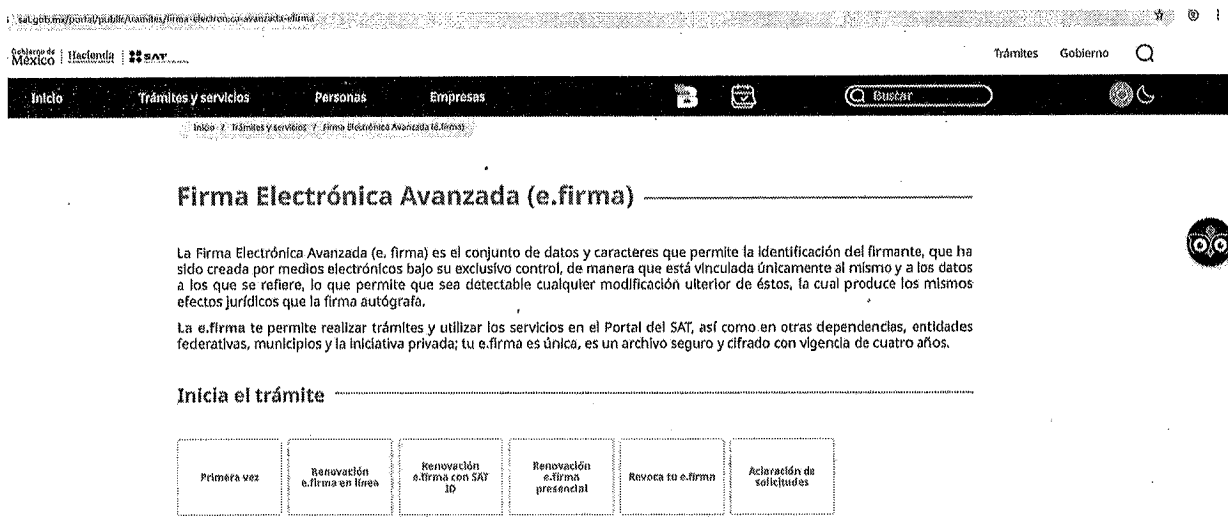 sat.gob.mx/portal/public/tramites/firma-electronica-avanzada-efirma
Gobierno de México | Hacienda | SAT
Trámites Gobierno
Inicio Trámites y servicios Personas Empresas Buscar
Inicio / Trámites y servicios / Firma Electrónica Avanzada (e.firma)
Firma Electrónica Avanzada (e.firma)
La Firma Electrónica Avanzada (e. firma) es el conjunto de datos y caracteres que permite la identificación del firmante, que ha
sido creada por medios electrónicos bajo su exclusivo control, de manera que está vinculada únicamente al mismo y a los datos
a los que se refiere, lo que permite que sea detectable cualquier modificación ulterior de éstos, la cual produce los mismos
efectos jurídicos que la firma autógrafa.
La e.firma te permite realizar trámites y utilizar los servicios en el Portal del SAT, así como en otras dependencias, entidades
federativas, municipios y la iniciativa privada; tu e.firma es única, es un archivo seguro y cifrado con vigencia de cuatro años.
Inicia el trámite
Primera vez
Renovación
e.firma en línea
Renovación
e.firma con SAT
ID
Renovación
e.firma
presencial
Revoca tu e.firma
Aclaración de
solicitudes